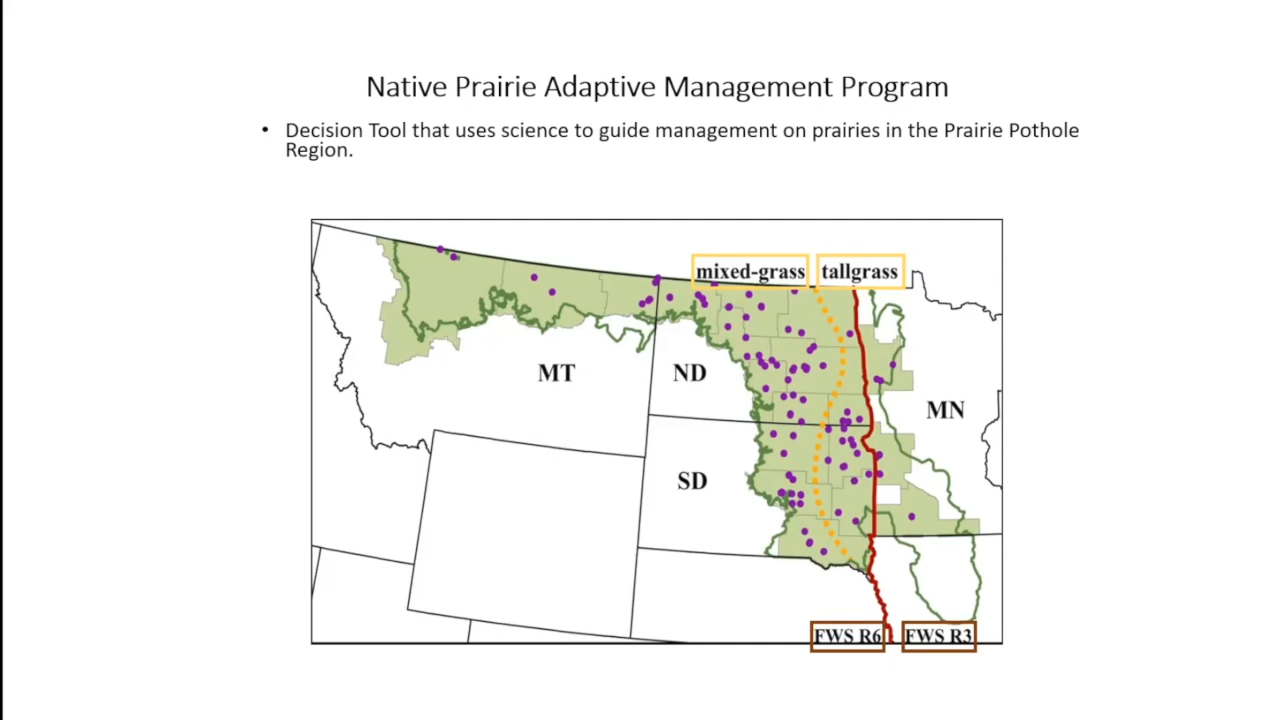 Native Prairie Adaptive Management Program
• Decision Tool that uses science to guide management on prairies in the Prairie Pothole
Region.
mixed-grass tallgrass
MT ND
MN
SD
FWS R6 FWS R3